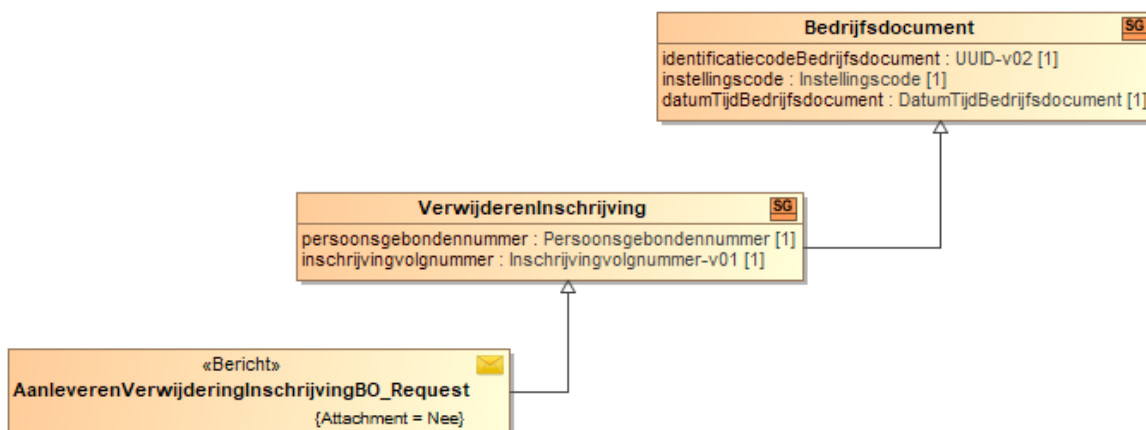 Bedrijfsdocument
SG
identificatiecodeBedrijfsdocument : UUID-v02 [1]
instellingscode : Instellingscode [1]
datumTijdBedrijfsdocument : DatumTijdBedrijfsdocument [1]
VerwijderenInschrijving
SG
persoonsgebondennummer : Persoonsgebondennummer [1]
inschrijvingvolgnummer : Inschrijvingvolgnummer-v01 [1]
«Bericht»
AanleverenVerwijderingInschrijvingBO_Request
{Attachment = Nee}